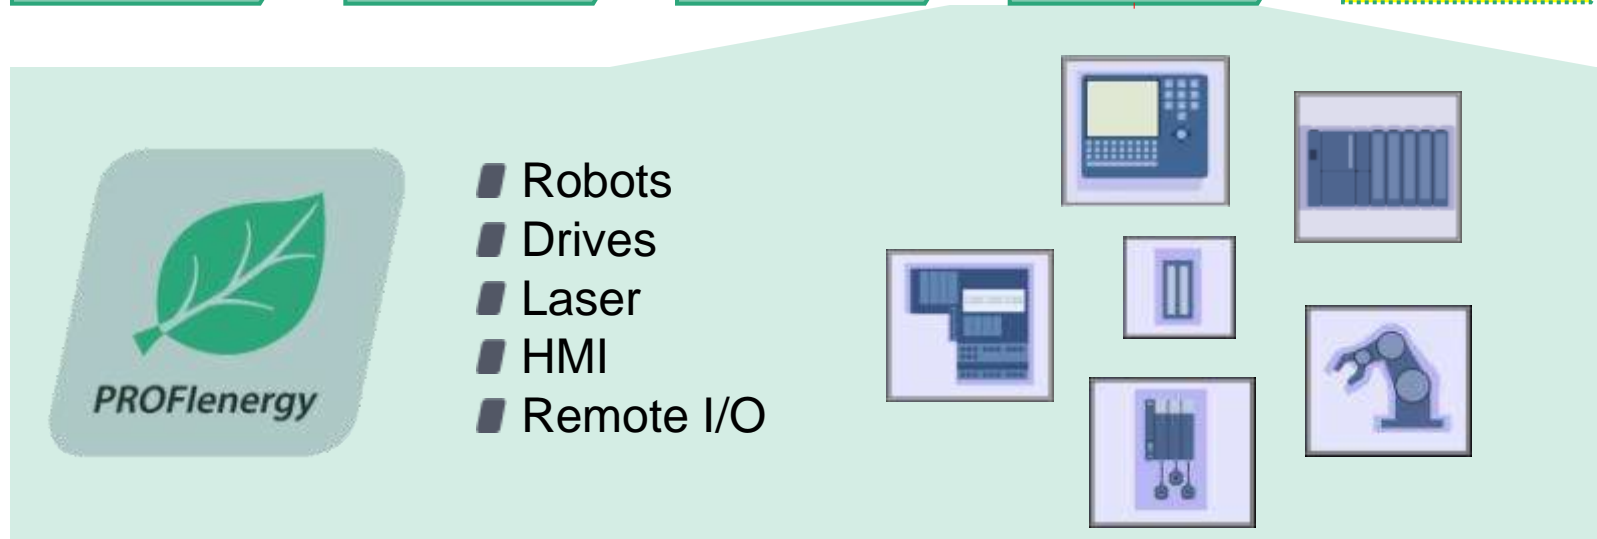 PROFIenergy
Robots
Drives
Laser
HMI
Remote I/O